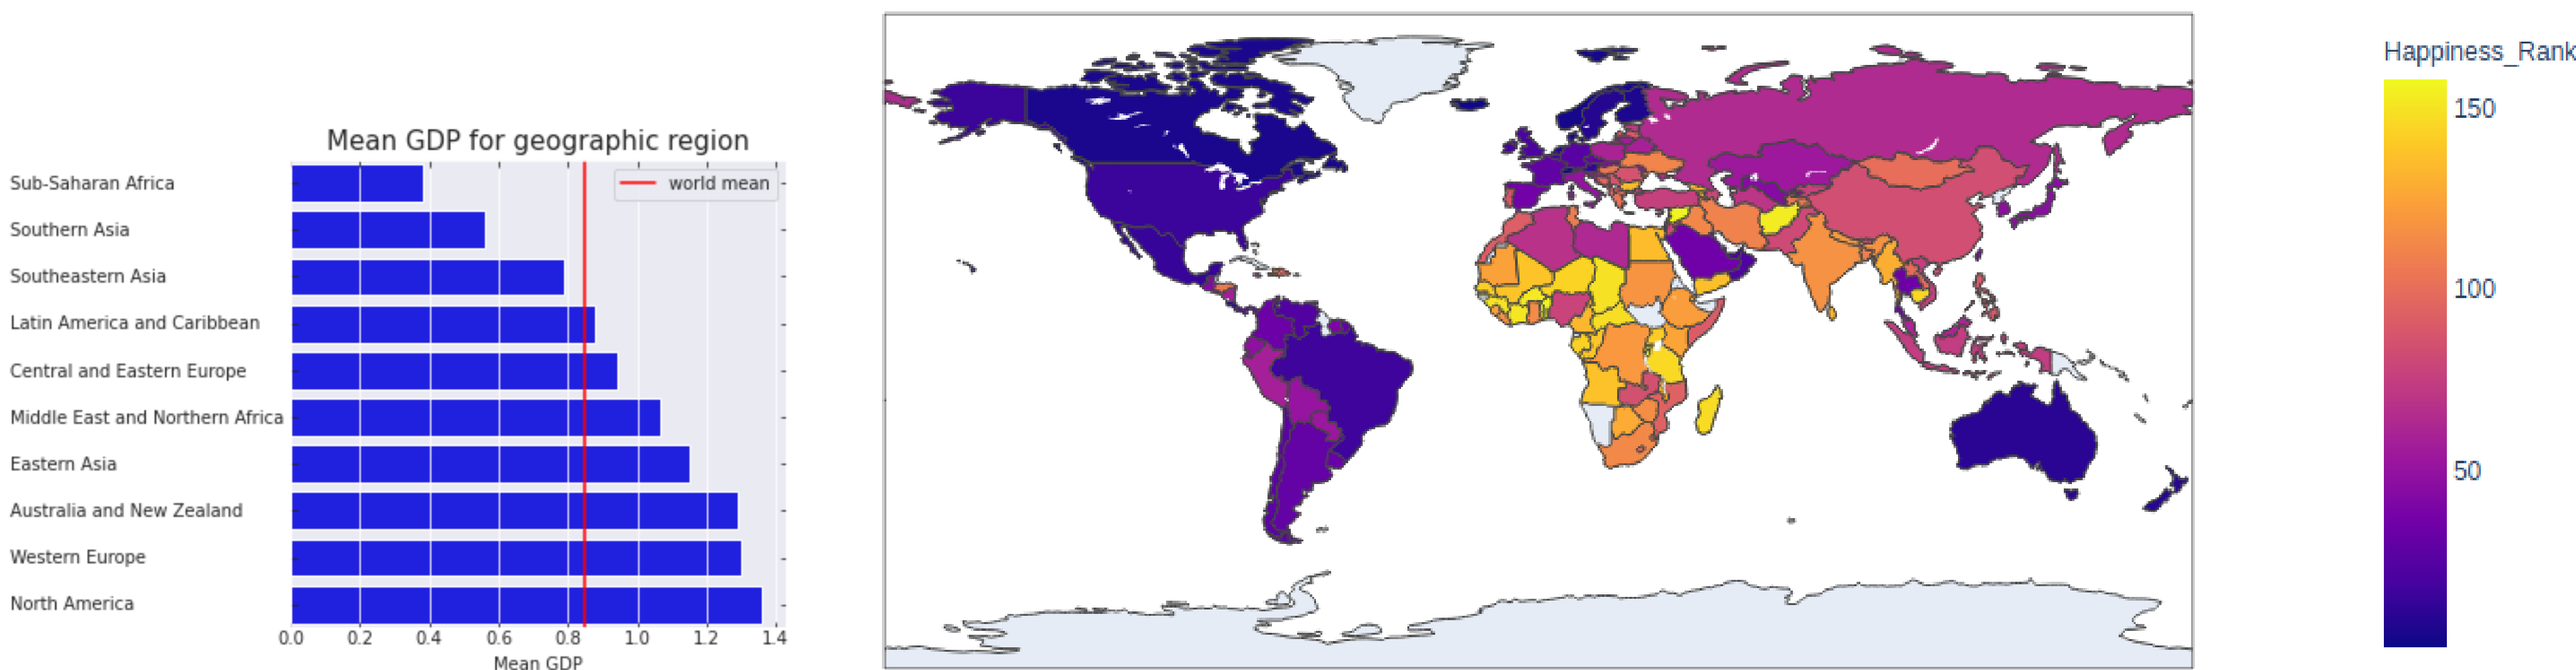 Mean GDP for geographic region
world mean
Sub-Saharan Africa
Southern Asia
Southeastern Asia
Latin America and Caribbean
Central and Eastern Europe
Middle East and Northern Africa
Eastern Asia
Australia and New Zealand
Western Europe
North America
0.0 0.2 0.4 0.6 0.8 1.0 1.2 1.4
Mean GDP
Happiness_Rank
150
100
50